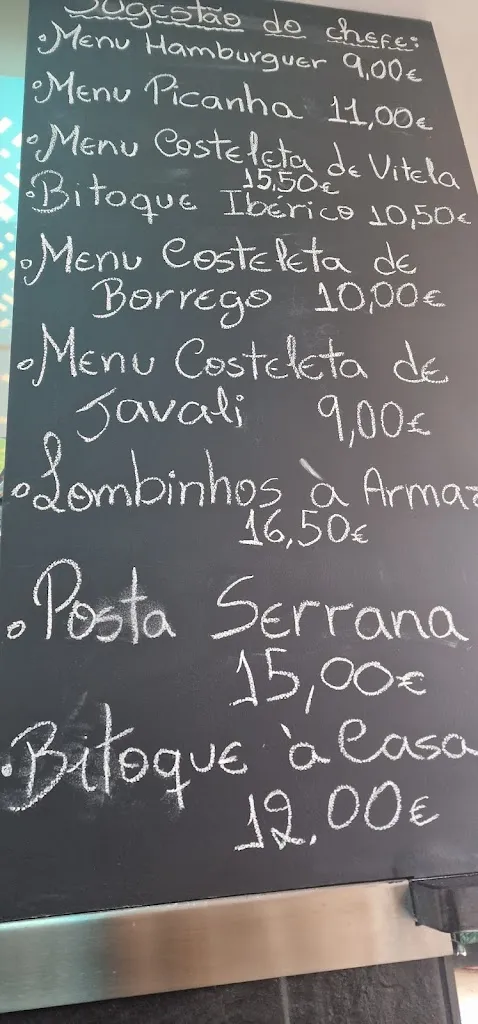 Sugestão do chefe:
Menu Hamburguer 9,00€
Menu Picanha 11,00€
Menu Costeleta de Vitela
15,50€
Bitoque Ibérico 10,50€
Menu Costeleta de
Borrego 10,00€
Menu Costeleta de
Javali 9,00€
Lombinhos à
16,50€
Posta Serrana
15,00€
Bitoque à Casa
12.00€